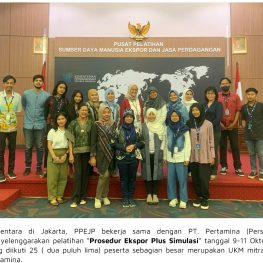 PUSAT PELATIHAN
SUMBER DAYA MANUSIA EKSPOR DAN JASA PERDAGANGAN
KEMENTERIAN
entara di Jakarta, PPEJP bekerja sama dengan PT. Pertamina (Pers
yelenggarakan pelatihan "Prosedur Ekspor Plus Simulasi" tanggal 9-11 Okt
g diikuti 25 ( dua puluh lima) peserta sebagian besar merupakan UKM mitra
amina.